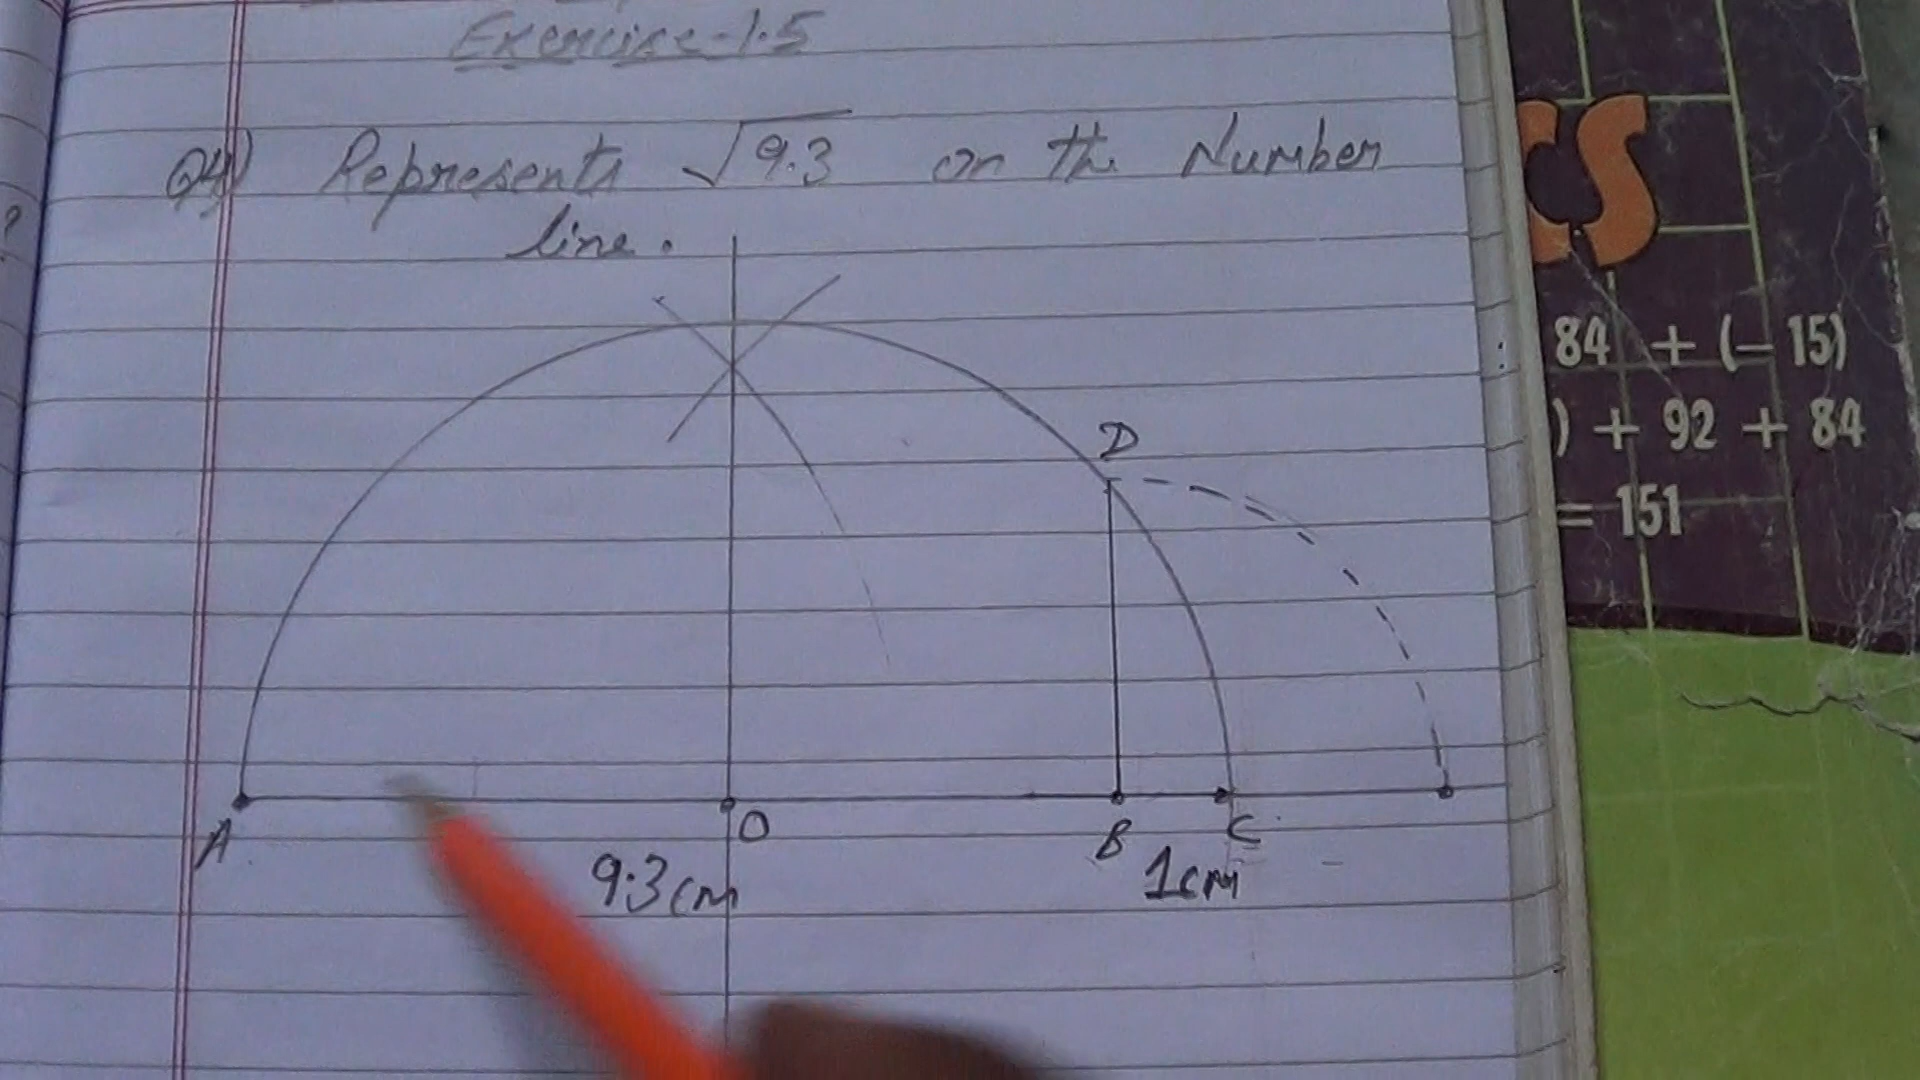 Exercise-1.5
Q4) Represents √9.3 on the Number
line.
D
A
O
B
C
9.3cm
1cm
CS
84 + (- 15)
) + 92 + 84
= 151